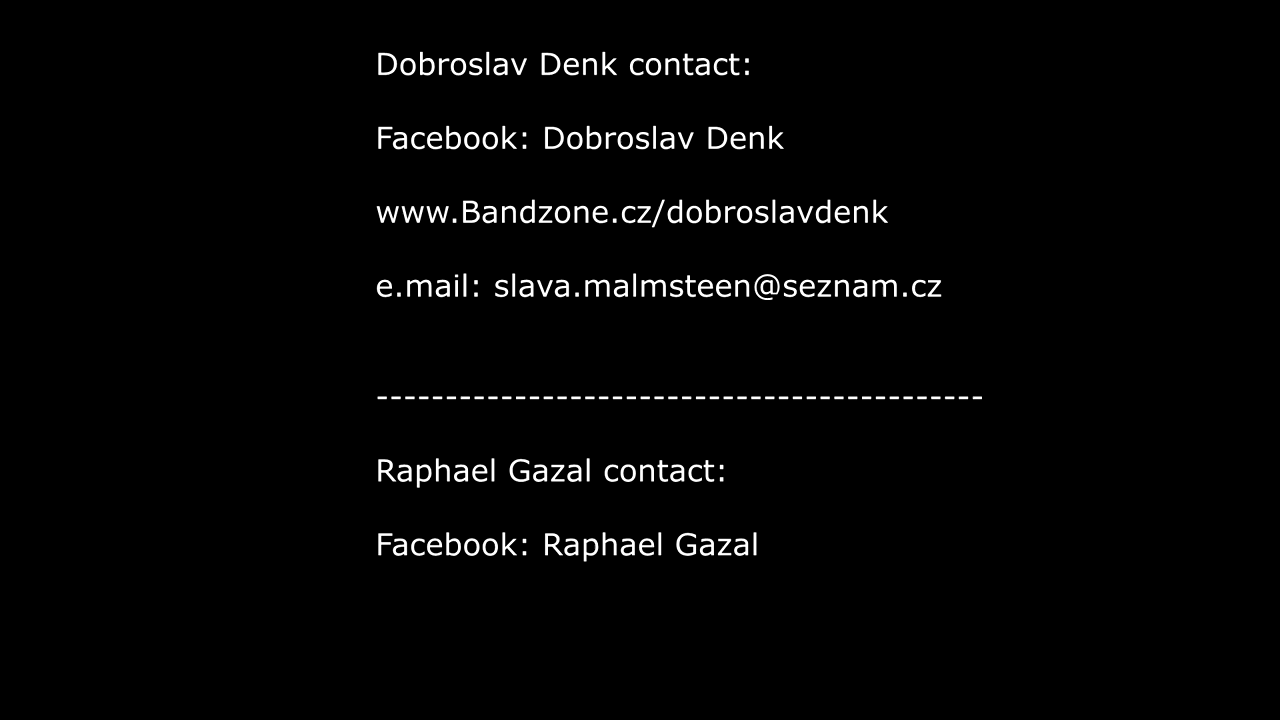 Dobroslav Denk contact:
Facebook: Dobroslav Denk
www.Bandzone.cz/dobroslavdenk
e.mail: slava.malmsteen@seznam.cz
--------------------------------------------
Raphael Gazal contact:
Facebook: Raphael Gazal